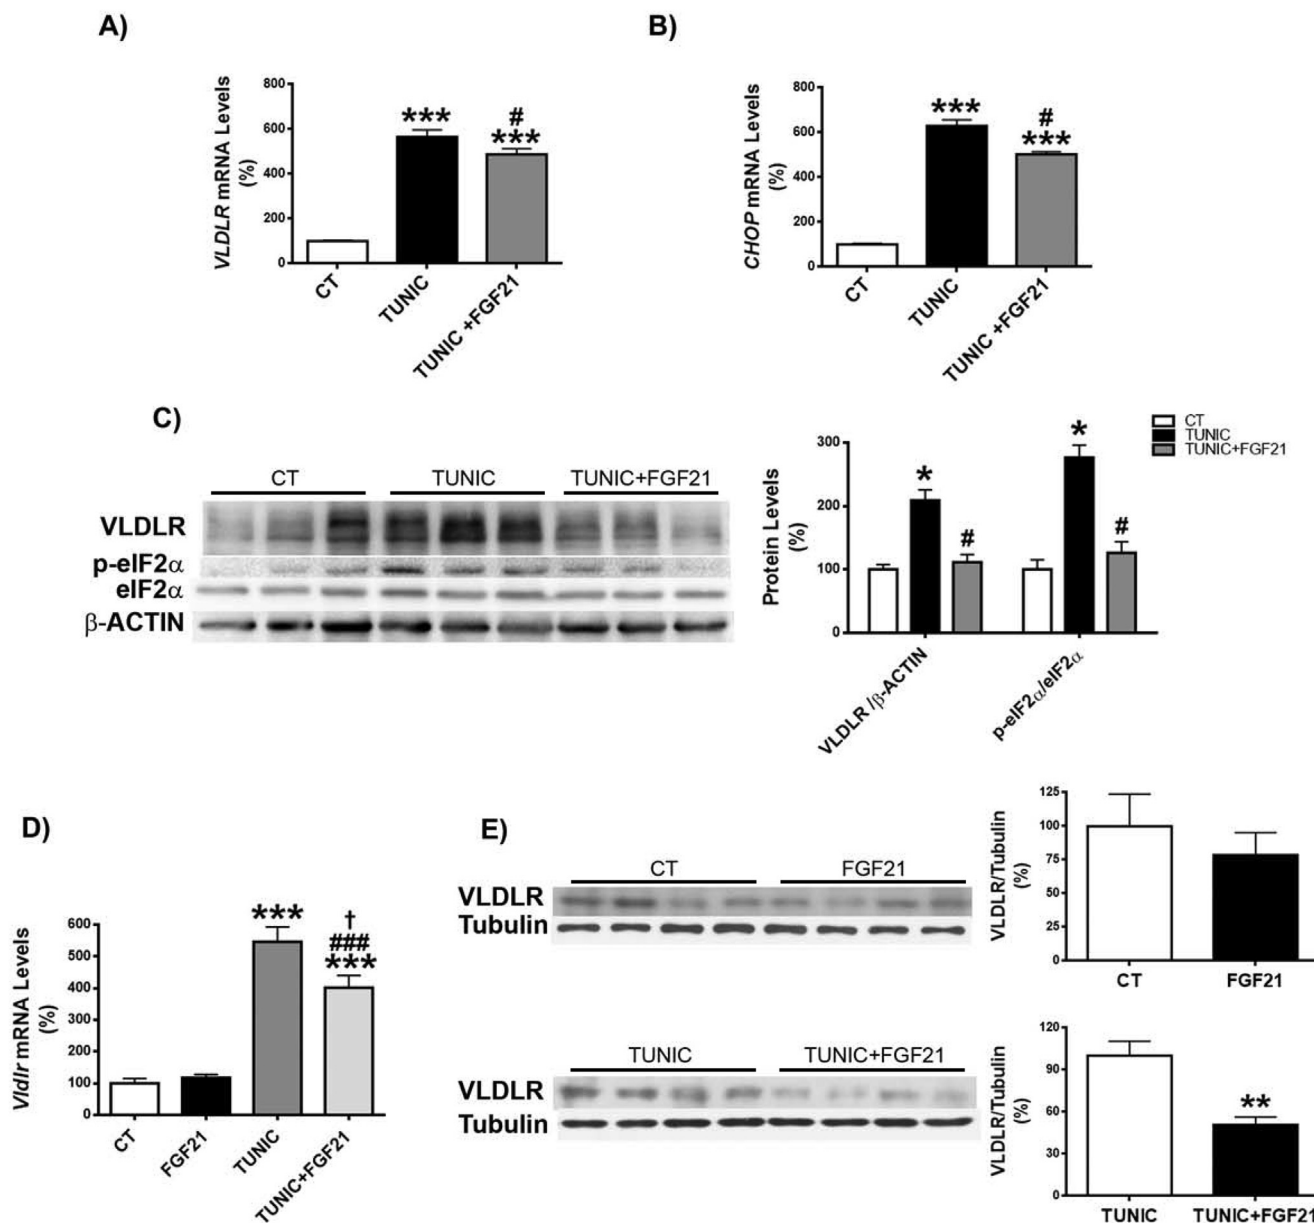 A)
VLDLR mRNA Levels
(%)
800
600
400
200
0
***
#
***
CT
TUNIC
TUNIC +FGF21
B)
CHOP mRNA Levels
(%)
800
600
400
200
0
***
#
***
CT
TUNIC
TUNIC +FGF21
C)
CT
TUNIC
TUNIC+FGF21
VLDLR
p-eIF2α
eIF2α
β-ACTIN
Protein Levels
(%)
300
200
100
0
*
#
*
#
VLDLR /β-ACTIN
p-eIF2α/eIF2α
CT
TUNIC
TUNIC+FGF21
D)
Vldlr mRNA Levels
(%)
600
500
400
300
200
100
0
***
†
###
***
CT
FGF21
TUNIC
TUNIC+FGF21
E)
CT
FGF21
VLDLR
Tubulin
VLDLR/Tubulin
(%)
125
100
75
50
25
0
CT
FGF21
TUNIC
TUNIC+FGF21
VLDLR
Tubulin
VLDLR/Tubulin
(%)
120
90
60
30
0
**
TUNIC
TUNIC+FGF21